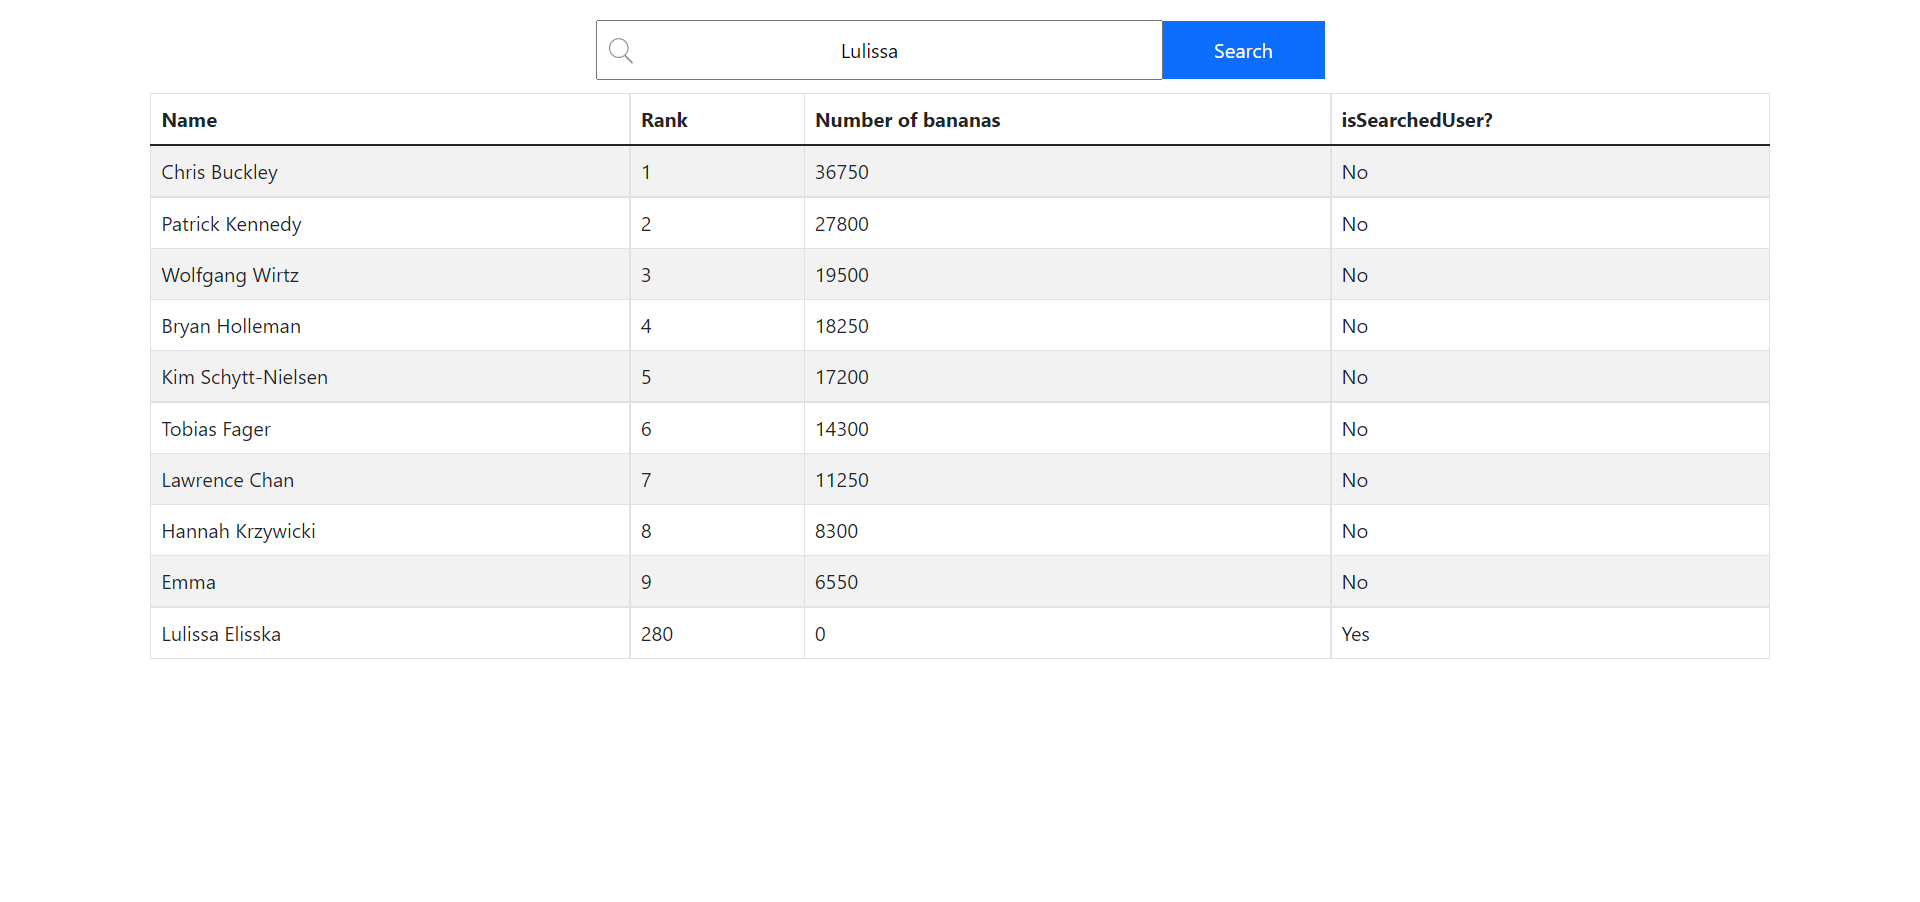 Lulissa
Search
Name Rank Number of bananas isSearchedUser?
Chris Buckley 1 36750 No
Patrick Kennedy 2 27800 No
Wolfgang Wirtz 3 19500 No
Bryan Holleman 4 18250 No
Kim Schytt-Nielsen 5 17200 No
Tobias Fager 6 14300 No
Lawrence Chan 7 11250 No
Hannah Krzywicki 8 8300 No
Emma 9 6550 No
Lulissa Elisska 280 0 Yes